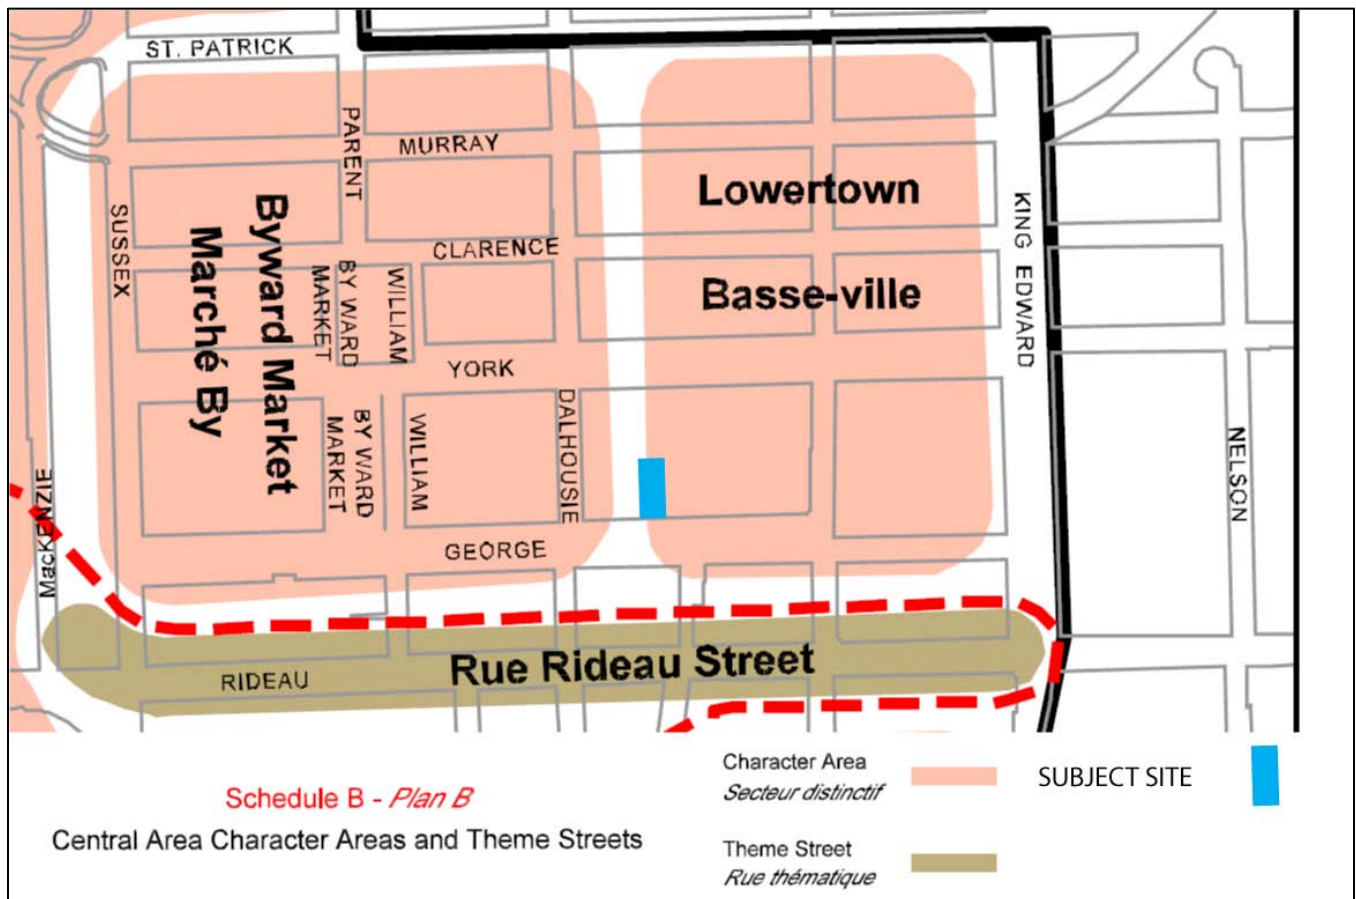 ST. PATRICK
PARENT
MURRAY
Lowertown
SUSSEX
Byward Market
Marché By
KING EDWARD
CLARENCE
BY WARD
MARKET
WILLIAM
Basse-ville
YORK
DALHOUSIE
BY WARD
MARKET
WILLIAM
NELSON
MacKENZIE
GEORGE
Rue Rideau Street
RIDEAU
Schedule B - Plan B
Central Area Character Areas and Theme Streets
Character Area
Secteur distinctif
SUBJECT SITE
Theme Street
Rue thématique